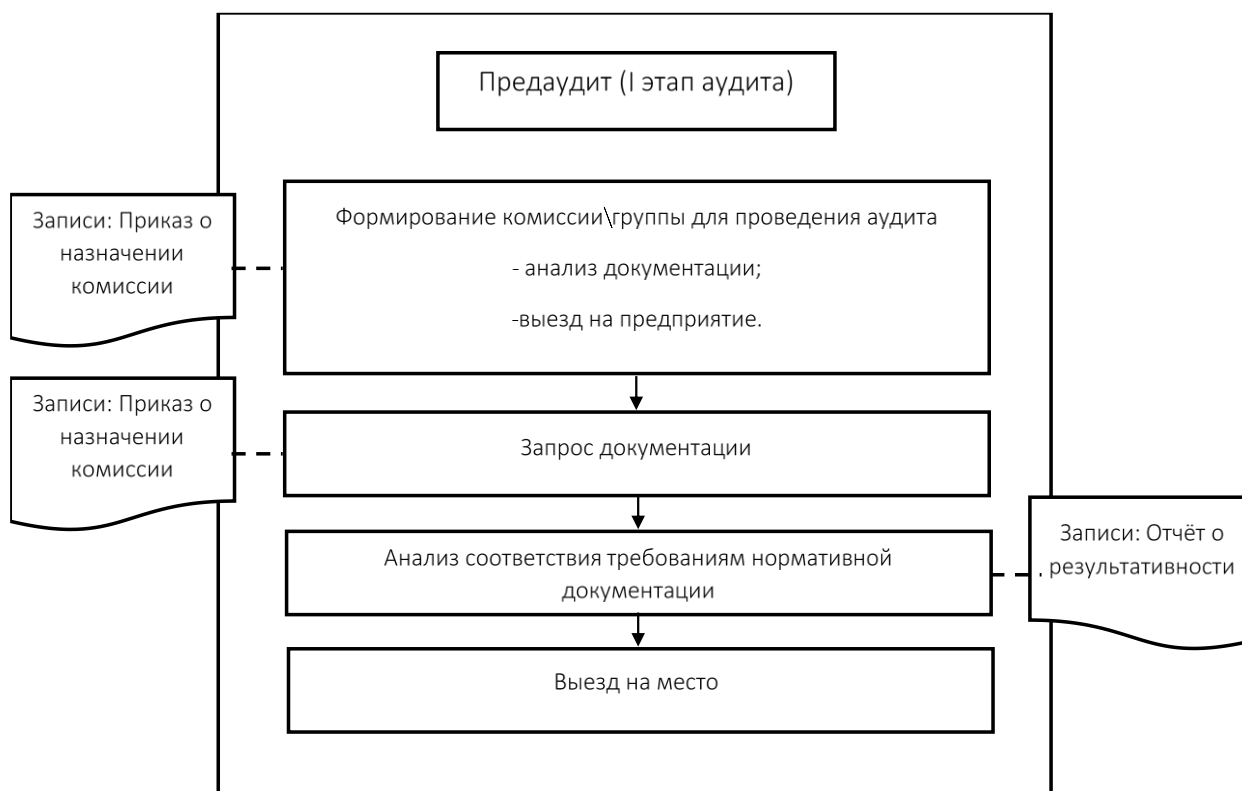 Предаудит (I этап аудита)
Записи: Приказ о
назначении
комиссии
Формирование комиссии\группы для проведения аудита
- анализ документации;
-выезд на предприятие.
Записи: Приказ о
назначении
комиссии
Запрос документации
Анализ соответствия требованиям нормативной
документации
Записи: Отчёт о
результативности
Выезд на место